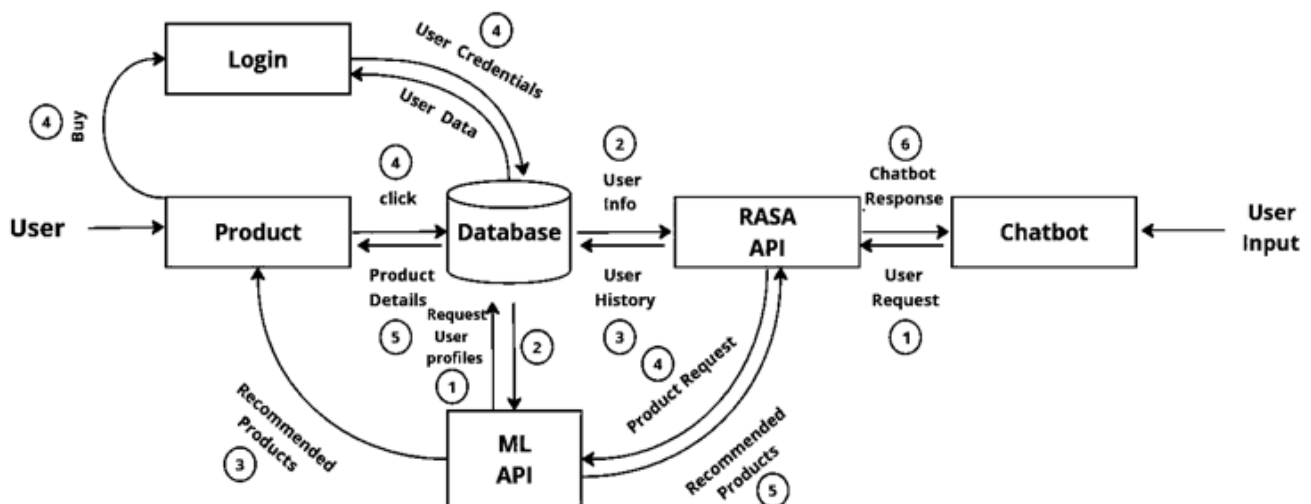 4
User Credentials
Login
User Data
4
Buy
4
click
2
User
Info
6
Chatbot
Response
User
Product
Database
RASA
API
Chatbot
User
Input
Product
Details
5
Request
User
profiles
1
2
User
History
3
User
Request
1
4
Product Request
Recommended
Products
3
ML
API
Recommended
Products
5